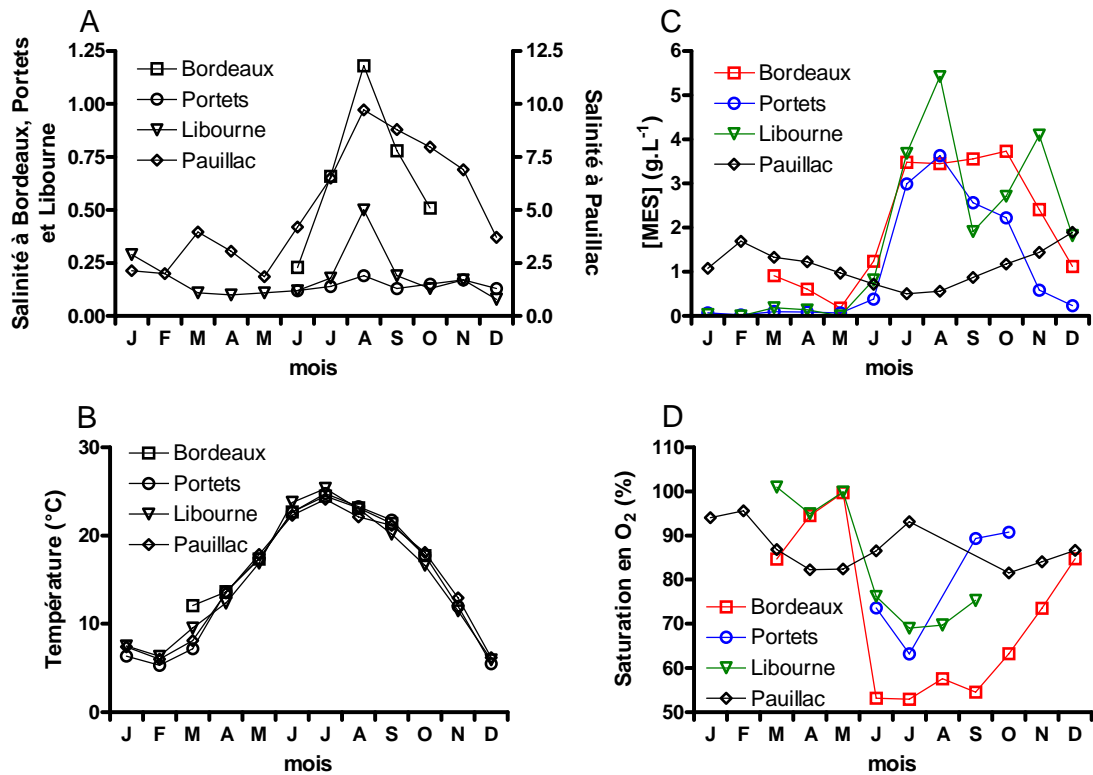 A
Salinité à Bordeaux, Portets
et Libourne
1.25
1.00
0.75
0.50
0.25
0.00
Bordeaux
Portets
Libourne
Pauillac
12.5
10.0
7.5
5.0
2.5
0.0
Salinité à Pauillac
J F M A M J J A S O N D
mois
C
[MES] (g.L⁻¹)
6
5
4
3
2
1
0
Bordeaux
Portets
Libourne
Pauillac
J F M A M J J A S O N D
mois
B
Température (°C)
30
20
10
0
Bordeaux
Portets
Libourne
Pauillac
J F M A M J J A S O N D
mois
D
Saturation en O₂ (%)
110
100
90
80
70
60
50
Bordeaux
Portets
Libourne
Pauillac
J F M A M J J A S O N D
mois